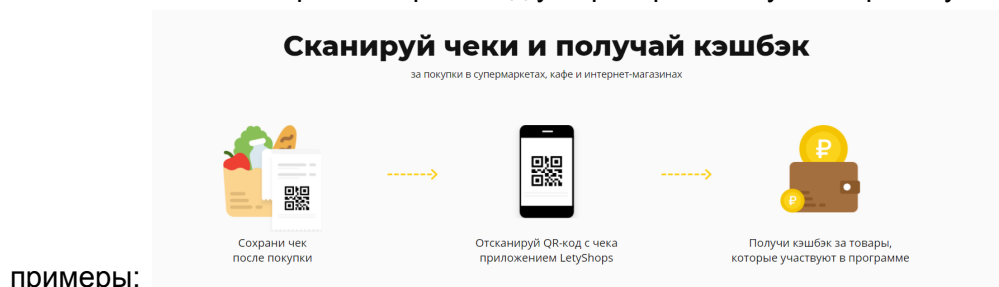 Сканируй чеки и получай кэшбэк
за покупки в супермаркетах, кафе и интернет-магазинах
Сохрани чек
после покупки
Отсканируй QR-код с чека
приложением LetyShops
Получи кэшбэк за товары,
которые участвуют в программе
примеры: